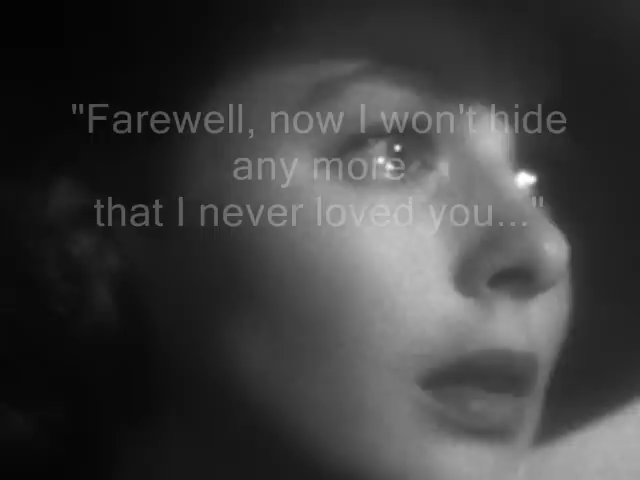 "Farewell, now I won't hide
any more
that I never loved you..."